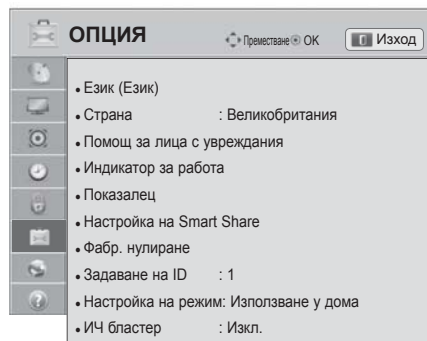 ОПЦИЯ Преместване OK Изход
• Език (Език)
• Страна : Великобритания
• Помощ за лица с увреждания
• Индикатор за работа
• Показалец
• Настройка на Smart Share
• Фабр. нулиране
• Задаване на ID : 1
• Настройка на режим: Използване у дома
• ИЧ бластер : Изкл.